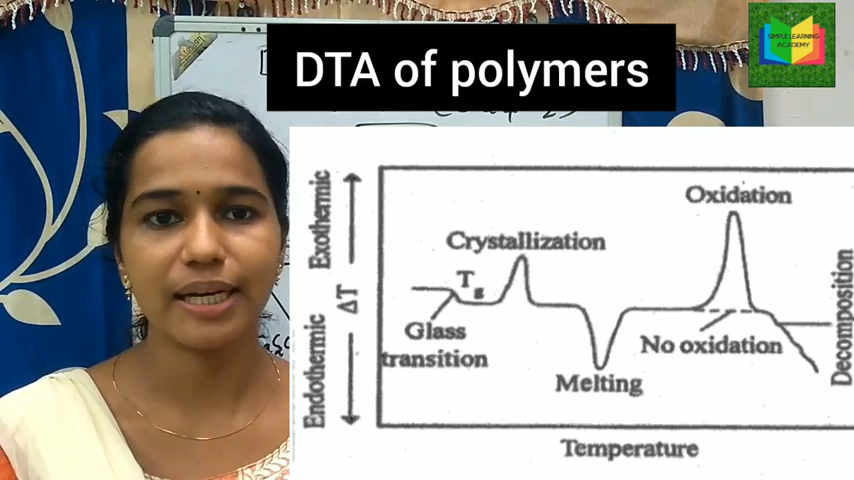 DTA of polymers
SIMPLE LEARNING
ACADEMY
Exothermic
ΔT
Endothermic
Oxidation
Crystallization
Tg
Glass
transition
No oxidation
Melting
Decomposition
Temperature